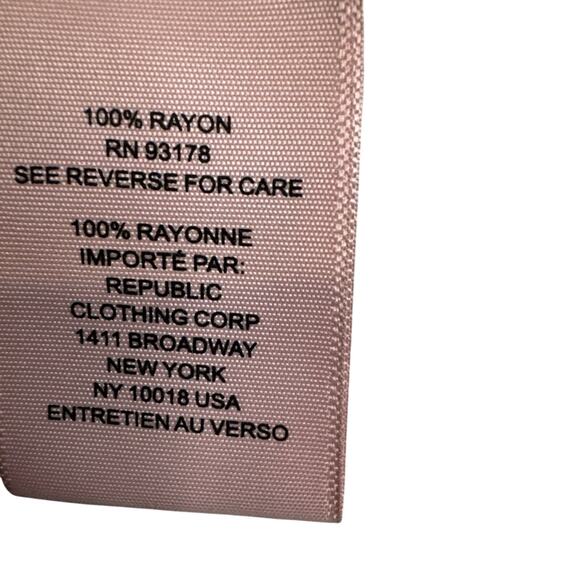 100% RAYON
RN 93178
SEE REVERSE FOR CARE
100% RAYONNE
IMPORTÉ PAR:
REPUBLIC
CLOTHING CORP
1411 BROADWAY
NEW YORK
NY 10018 USA
ENTRETIEN AU VERSO